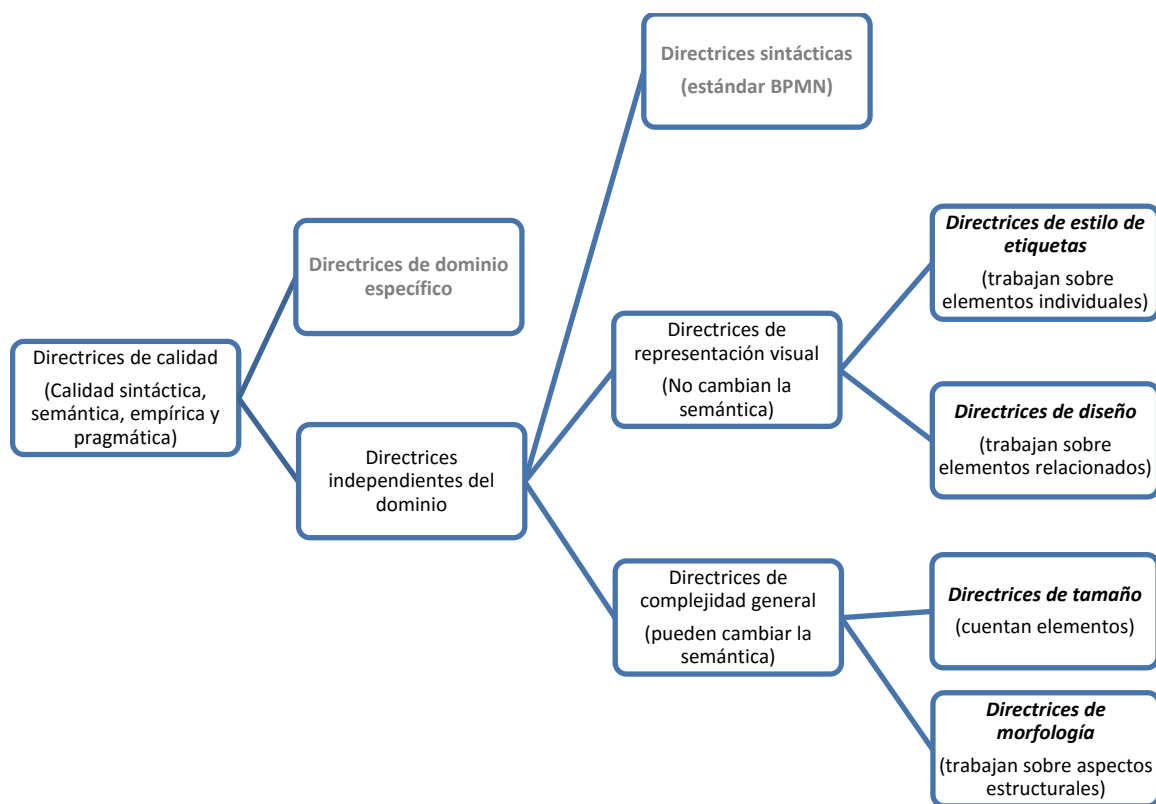 Directrices de calidad
(Calidad sintáctica,
semántica, empírica y
pragmática)
Directrices de dominio
específico
Directrices
independientes del
dominio
Directrices sintácticas
(estándar BPMN)
Directrices de
representación visual
(No cambian la
semántica)
Directrices de
complejidad general
(pueden cambiar la
semántica)
Directrices de estilo de
etiquetas
(trabajan sobre
elementos individuales)
Directrices de diseño
(trabajan sobre
elementos relacionados)
Directrices de tamaño
(cuentan elementos)
Directrices de
morfología
(trabajan sobre aspectos
estructurales)